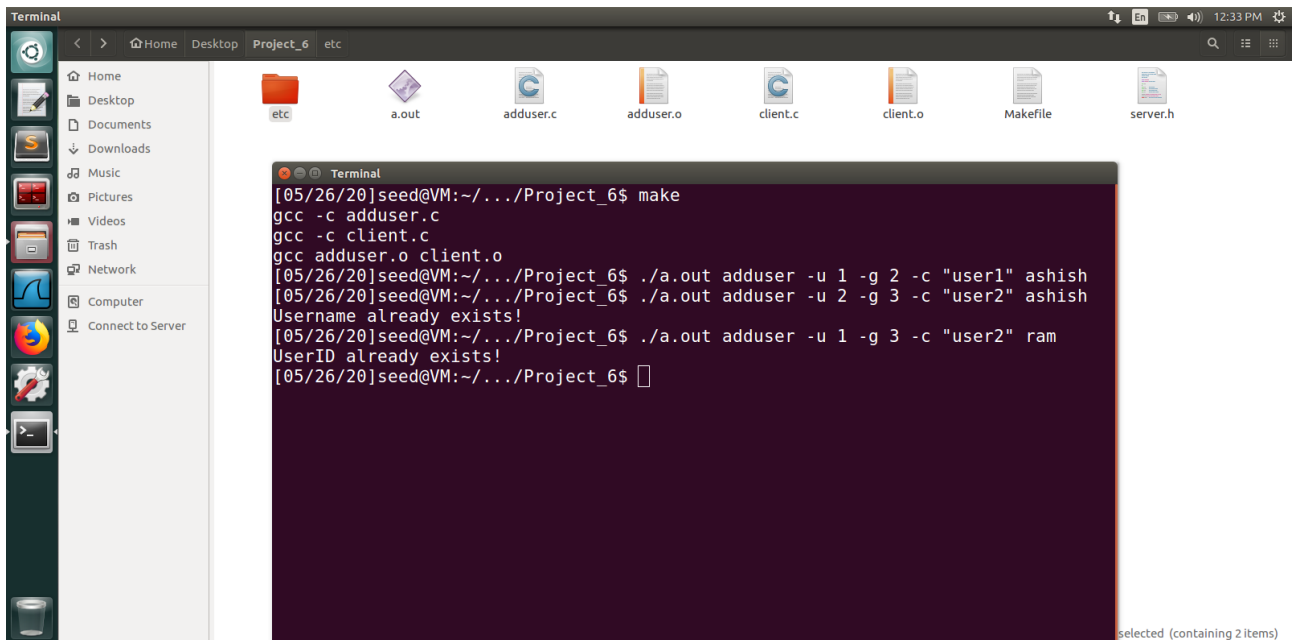 Terminal
En
12:33 PM
Home Desktop Project_6 etc
Home
Desktop
Documents
Downloads
Music
Pictures
Videos
Trash
Network
Computer
Connect to Server
etc a.out adduser.c adduser.o client.c client.o Makefile server.h
Terminal
[05/26/20]seed@VM:~/.../Project_6$ make
gcc -c adduser.c
gcc -c client.c
gcc adduser.o client.o
[05/26/20]seed@VM:~/.../Project_6$ ./a.out adduser -u 1 -g 2 -c "user1" ashish
[05/26/20]seed@VM:~/.../Project_6$ ./a.out adduser -u 2 -g 3 -c "user2" ashish
Username already exists!
[05/26/20]seed@VM:~/.../Project_6$ ./a.out adduser -u 1 -g 3 -c "user2" ram
UserID already exists!
[05/26/20]seed@VM:~/.../Project_6$
selected (containing 2 items)